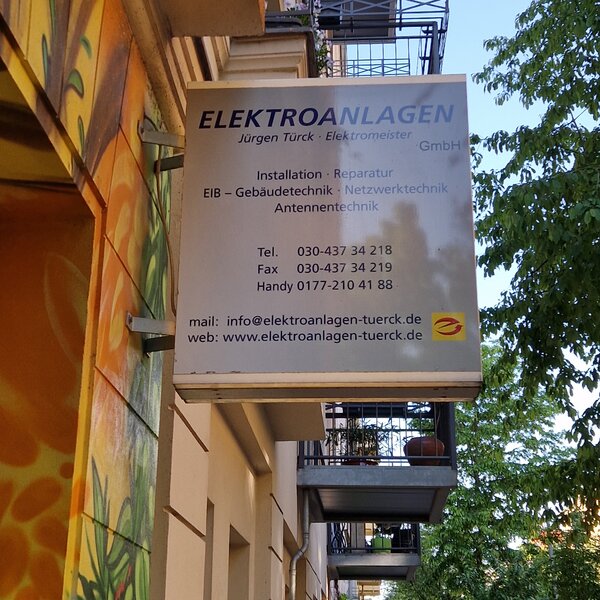 ELEKTROANLAGEN
Jürgen Türck · Elektromeister
GmbH
Installation · Reparatur
EIB – Gebäudetechnik · Netzwerktechnik
Antennentechnik
Tel. 030-437 34 218
Fax 030-437 34 219
Handy 0177-210 41 88
mail: info@elektroanlagen-tuerck.de
web: www.elektroanlagen-tuerck.de